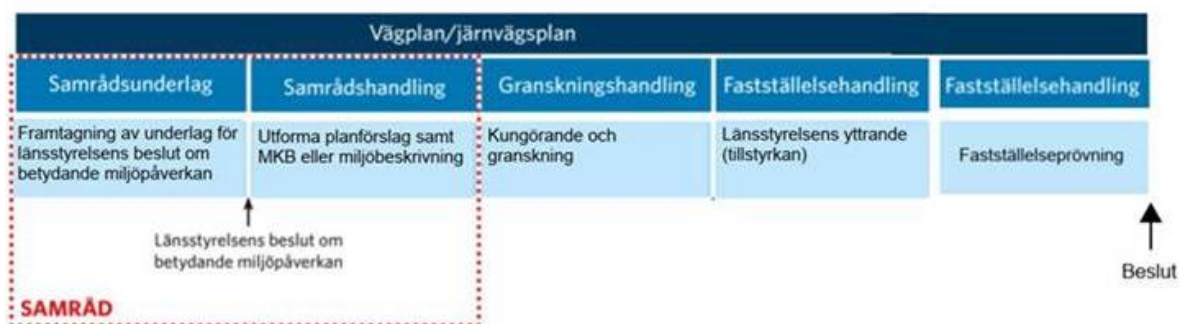 Vägplan/järnvägsplan
Samrådsunderlag
Samrådshandling
Granskningshandling
Fastställelsehandling
Fastställelsehandling
Framtagning av underlag för
länsstyrelsens beslut om
betydande miljöpåverkan
Utforma planförslag samt
MKB eller miljöbeskrivning
Kungörande och
granskning
Länsstyrelsens yttrande
(tillstyrkan)
Fastställelseprövning
Länsstyrelsens beslut om
betydande miljöpåverkan
Beslut
SAMRÅD